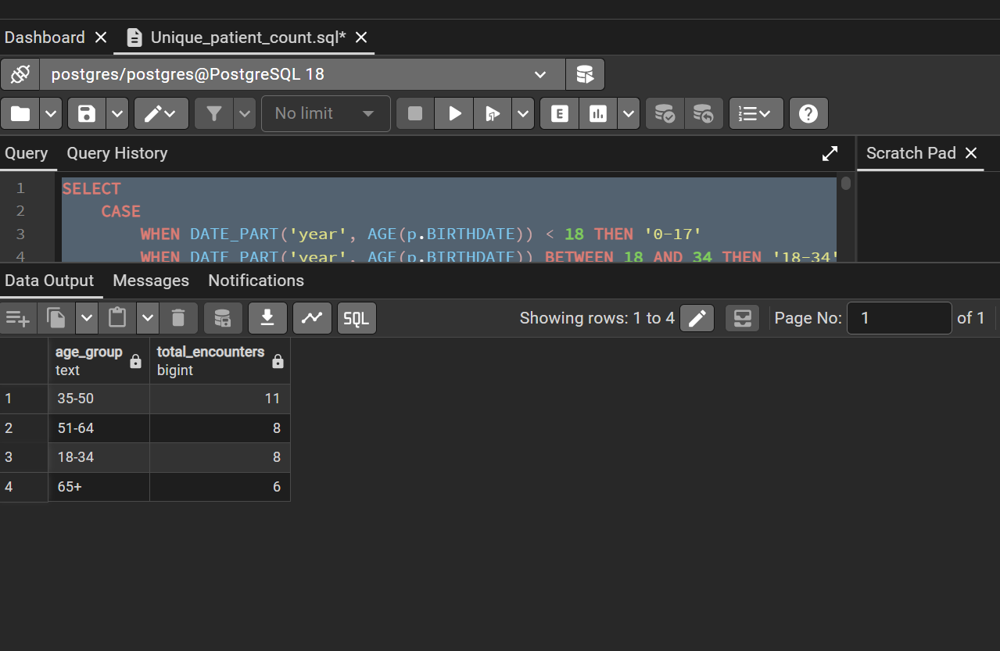 Dashboard Unique_patient_count.sql*
postgres/postgres@PostgreSQL 18
No limit E
Query Query History Scratch Pad
1 SELECT
2 CASE
3 WHEN DATE_PART('year', AGE(p.BIRTHDATE)) < 18 THEN '0-17'
4 WHEN DATE_PART('year', AGE(p.BIRTHDATE)) BETWEEN 18 AND 34 THEN '18-34'
Data Output Messages Notifications
SQL Showing rows: 1 to 4 Page No: 1 of 1
age_group total_encounters
text bigint
1 35-50 11
2 51-64 8
3 18-34 8
4 65+ 6